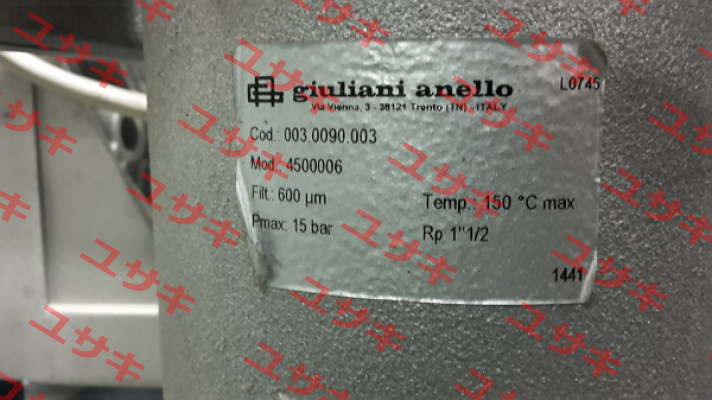 giuliani anello
L0745
Via Vienna, 3 - 38121 Trento (TN) - ITALY
Cod.: 003.0090.003
Mod.: 4500006
Filt.: 600 µm
Temp.: 150 °C max
Pmax: 15 bar
Rp 1"1/2
1441
ユサキ